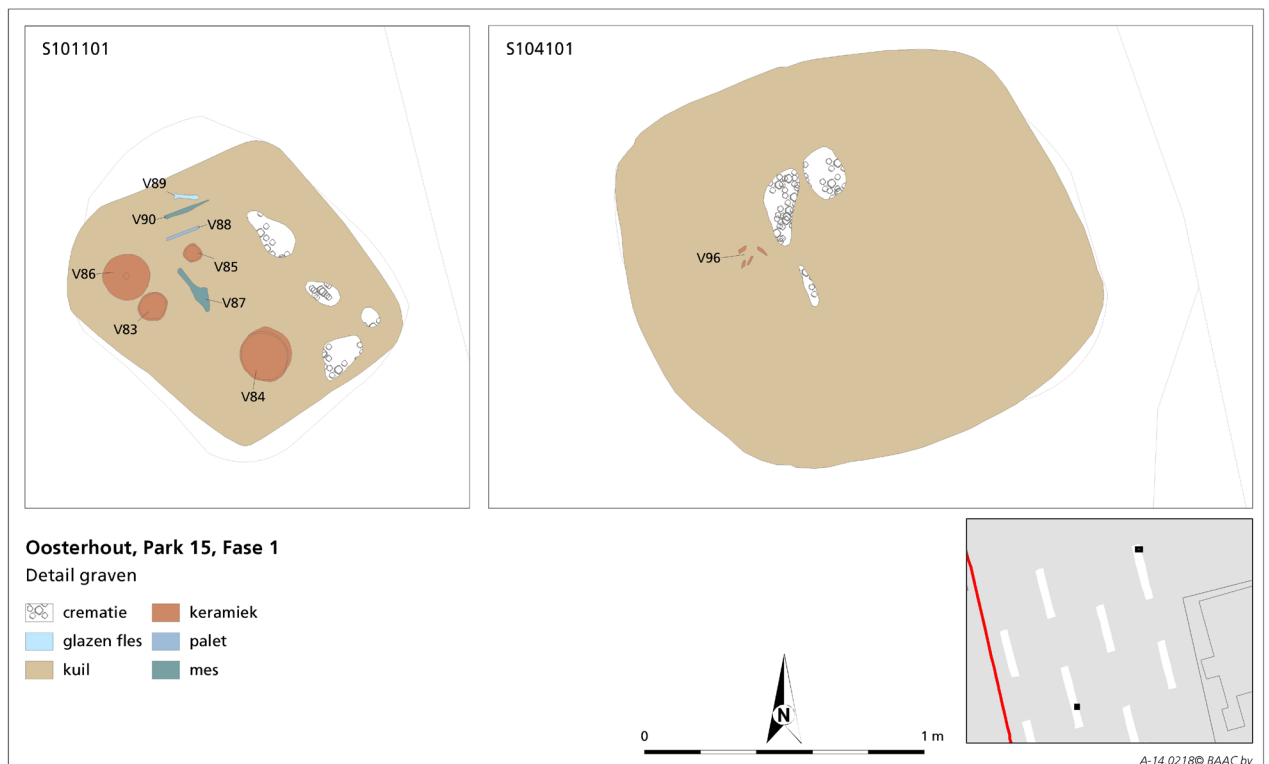 S101101
S104101
V89
V90
V88
V86
V85
V87
V83
V84
V96
Oosterhout, Park 15, Fase 1
Detail graven
crematie
keramiek
glazen fles
palet
kuil
mes
N
0
1 m
A-14.0218© BAAC bv